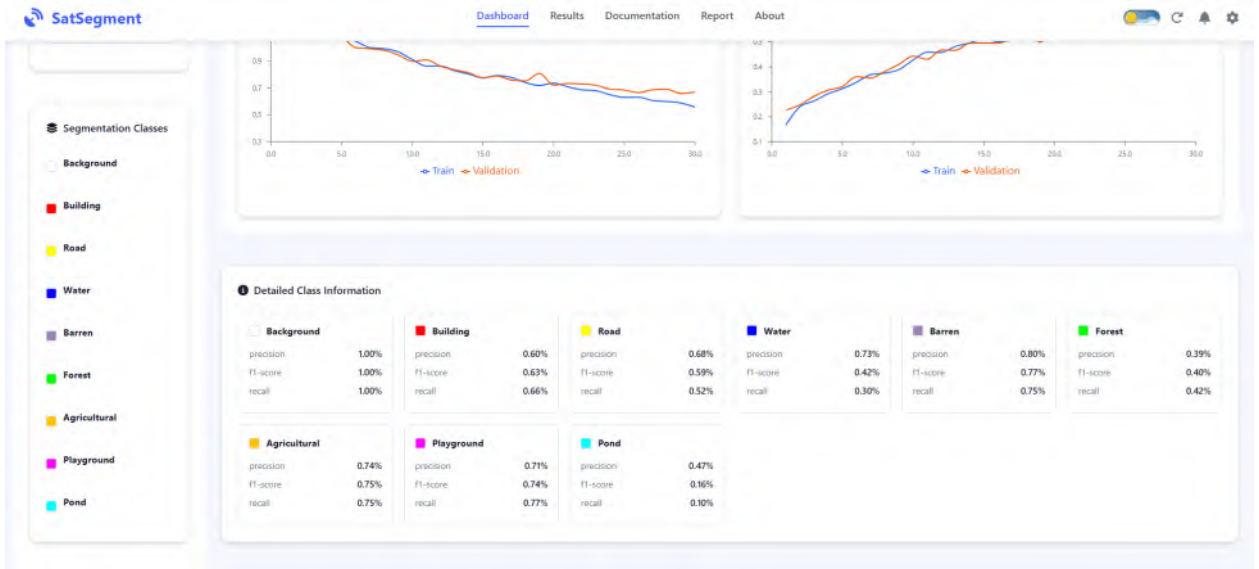 SatSegment
Dashboard Results Documentation Report About
0.9
0.7
0.5
0.3
0.0 5.0 10.0 15.0 20.0 25.0 30.0
Train Validation
0.5
0.4
0.3
0.2
0.1
0.0 5.0 10.0 15.0 20.0 25.0 30.0
Train Validation
Segmentation Classes
Background
Building
Road
Water
Barren
Forest
Agricultural
Playground
Pond
Detailed Class Information
Background
precision 1.00%
f1-score 1.00%
recall 1.00%
Building
precision 0.60%
f1-score 0.63%
recall 0.66%
Road
precision 0.68%
f1-score 0.59%
recall 0.52%
Water
precision 0.73%
f1-score 0.42%
recall 0.30%
Barren
precision 0.80%
f1-score 0.77%
recall 0.75%
Forest
precision 0.39%
f1-score 0.40%
recall 0.42%
Agricultural
precision 0.74%
f1-score 0.75%
recall 0.75%
Playground
precision 0.71%
f1-score 0.74%
recall 0.77%
Pond
precision 0.47%
f1-score 0.16%
recall 0.10%